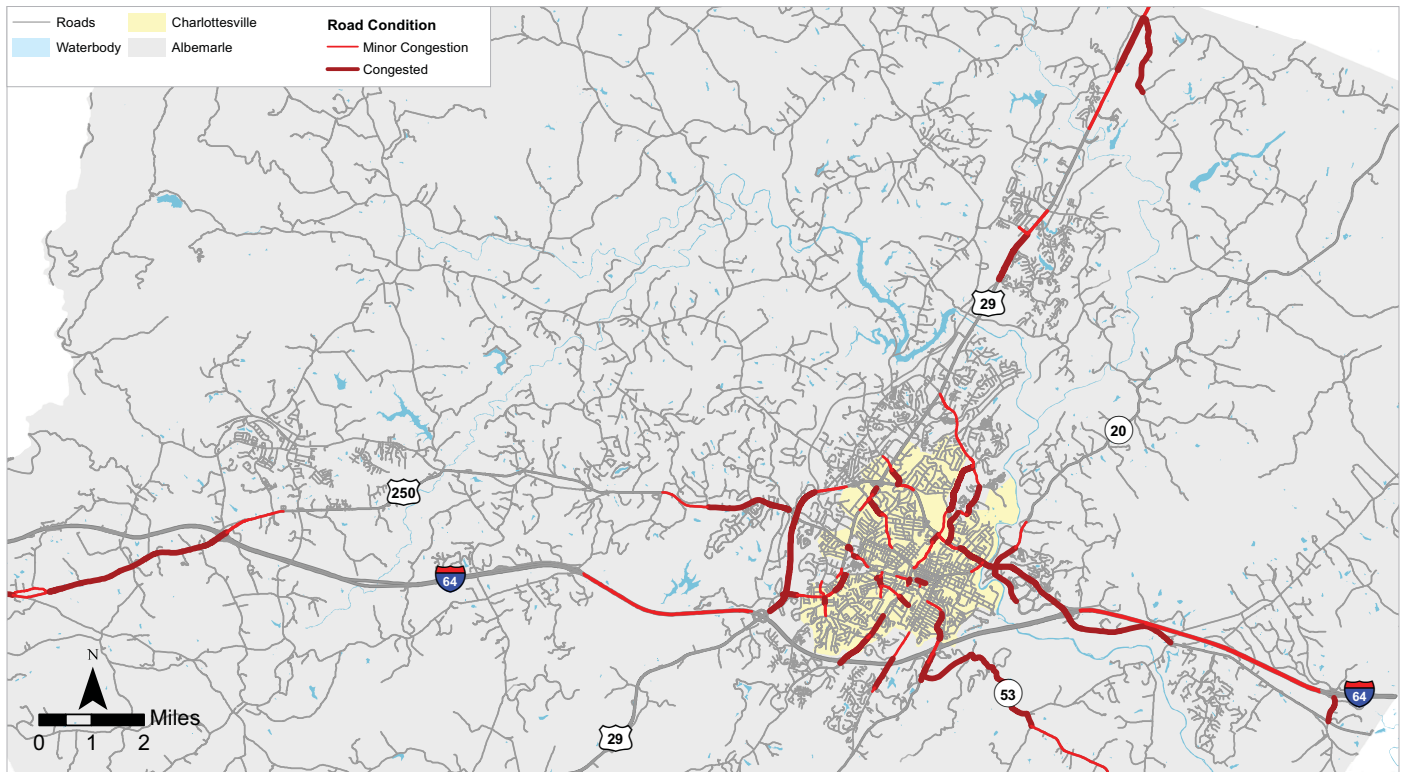 Roads
Charlottesville
Road Condition
Waterbody
Albemarle
Minor Congestion
Congested
29
20
250
64
N
Miles
0 1 2
53
64
29